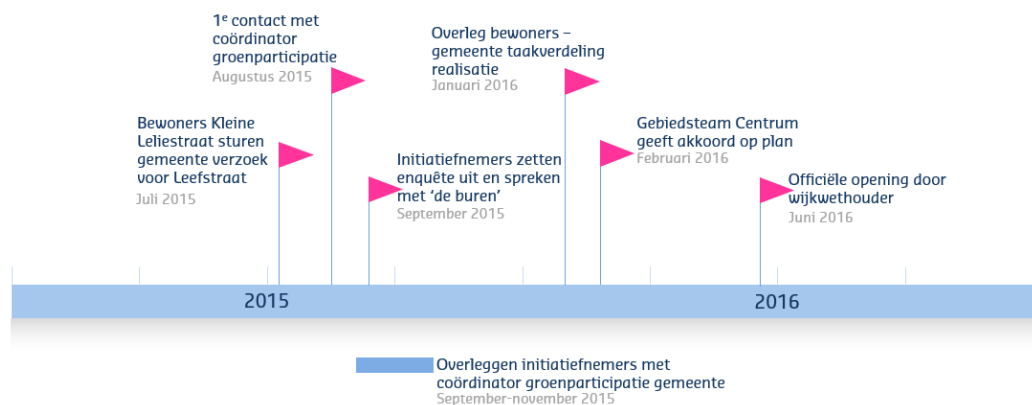 1e contact met
coördinator
groenparticipatie
Augustus 2015
Overleg bewoners –
gemeente taakverdeling
realisatie
Januari 2016
Bewoners Kleine
Leliestraat sturen
gemeente verzoek
voor Leefstraat
Juli 2015
Initiatiefnemers zetten
enquête uit en spreken
met ‘de buren’
September 2015
Gebiedsteam Centrum
geeft akkoord op plan
Februari 2016
Officiële opening door
wijkwethouder
Juni 2016
2015
2016
Overleggen initiatiefnemers met
coördinator groenparticipatie gemeente
September-november 2015